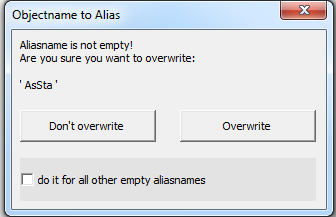 Objectname to Alias
Aliasname is not empty!
Are you sure you want to overwrite:
' AsSta '
Don't overwrite
Overwrite
do it for all other empty aliasnames